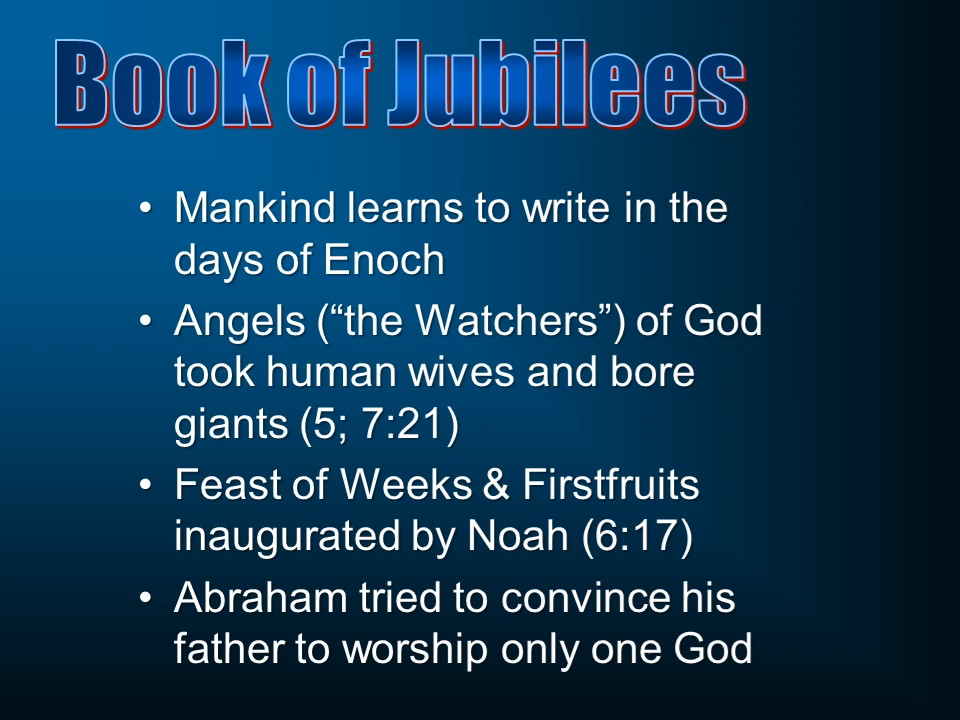 Book of Jubilees
• Mankind learns to write in the
days of Enoch
• Angels (“the Watchers”) of God
took human wives and bore
giants (5; 7:21)
• Feast of Weeks & Firstfruits
inaugurated by Noah (6:17)
• Abraham tried to convince his
father to worship only one God